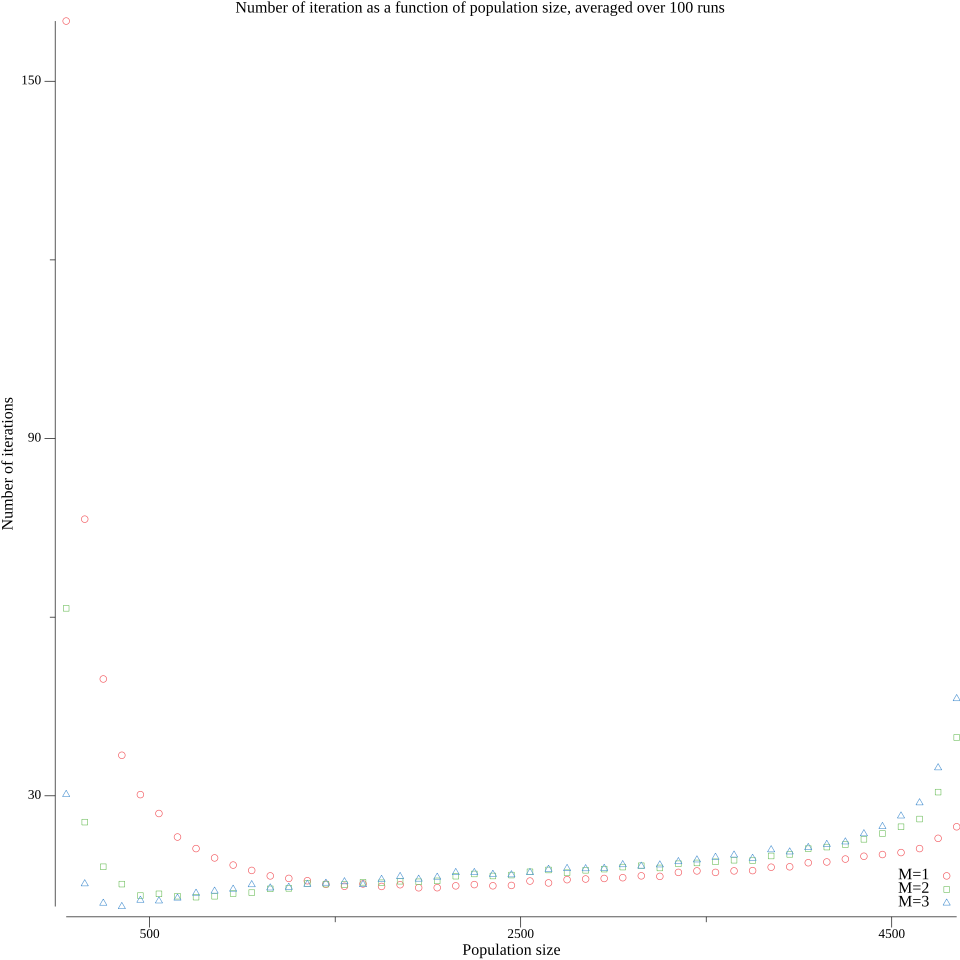 Number of iteration as a function of population size, averaged over 100 runs
150
90
30
Number of iterations
500
2500
4500
Population size
M=1
M=2
M=3